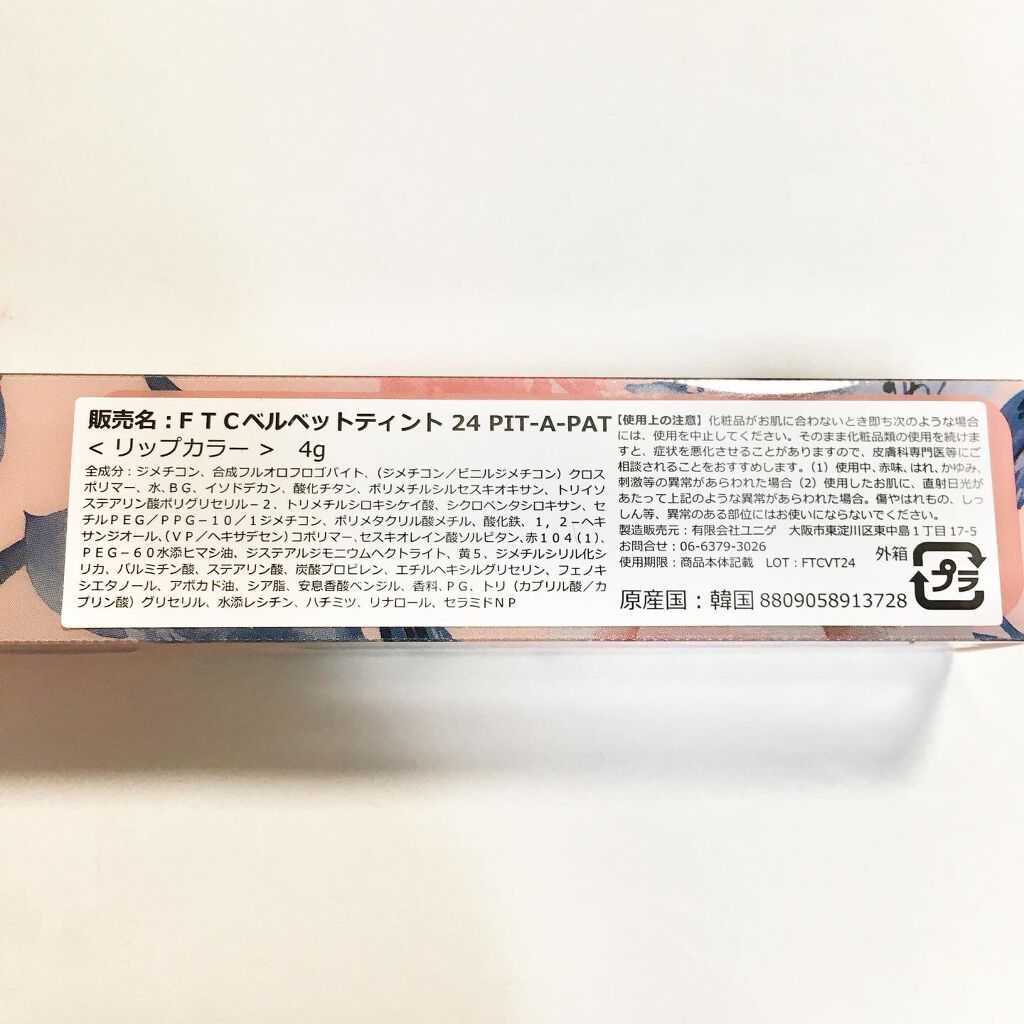 販売名：ＦＴＣベルベットティント 24 PIT-A-PAT
< リップカラー >　4g
全成分：ジメチコン、合成フルオロフロゴパイト、（ジメチコン／ビニルジメチコン）クロス
ポリマー、水、ＢＧ、イソドデカン、酸化チタン、ポリメチルシルセスキオキサン、トリイソ
ステアリン酸ポリグリセリル－２、トリメチルシロキシケイ酸、シクロペンタシロキサン、セ
チルＰＥＧ／ＰＰＧ－10／１ジメチコン、ポリメタクリル酸メチル、酸化鉄、１，２－ヘキ
サンジオール、（ＶＰ／ヘキサデセン）コポリマー、セスキオレイン酸ソルビタン、赤１０４（１）、
ＰＥＧ－60水添ヒマシ油、ジステアルジモニウムヘクトライト、黄５、ジメチルシリル化シ
リカ、パルミチン酸、ステアリン酸、炭酸プロピレン、エチルヘキシルグリセリン、フェノキ
シエタノール、アボカド油、シア脂、安息香酸ベンジル、香料、ＰＧ、トリ（カプリル酸／カ
プリン酸）グリセリル、水添レシチン、ハチミツ、リナロール、セラミドＮＰ
【使用上の注意】化粧品がお肌に合わないとき即ち次のような場合
には、使用を中止してください。そのまま化粧品類の使用を続けま
すと、症状を悪化させることがありますので、皮膚科専門医等にご
相談されることをおすすめします。（1）使用中、赤味、はれ、かゆみ、
刺激等の異常があらわれた場合（2）使用したお肌に、直射日光が
あたって上記のような異常があらわれた場合。傷やはれもの、しっ
しん等、異常のある部位にはお使いにならないでください。
製造販売元：有限会社ユニゲ　大阪市東淀川区東中島１丁目17-5
お問合せ：06-6379-3026
使用期限：商品本体記載　LOT：FTCVT24
外箱
プラ
原産国：韓国 8809058913728